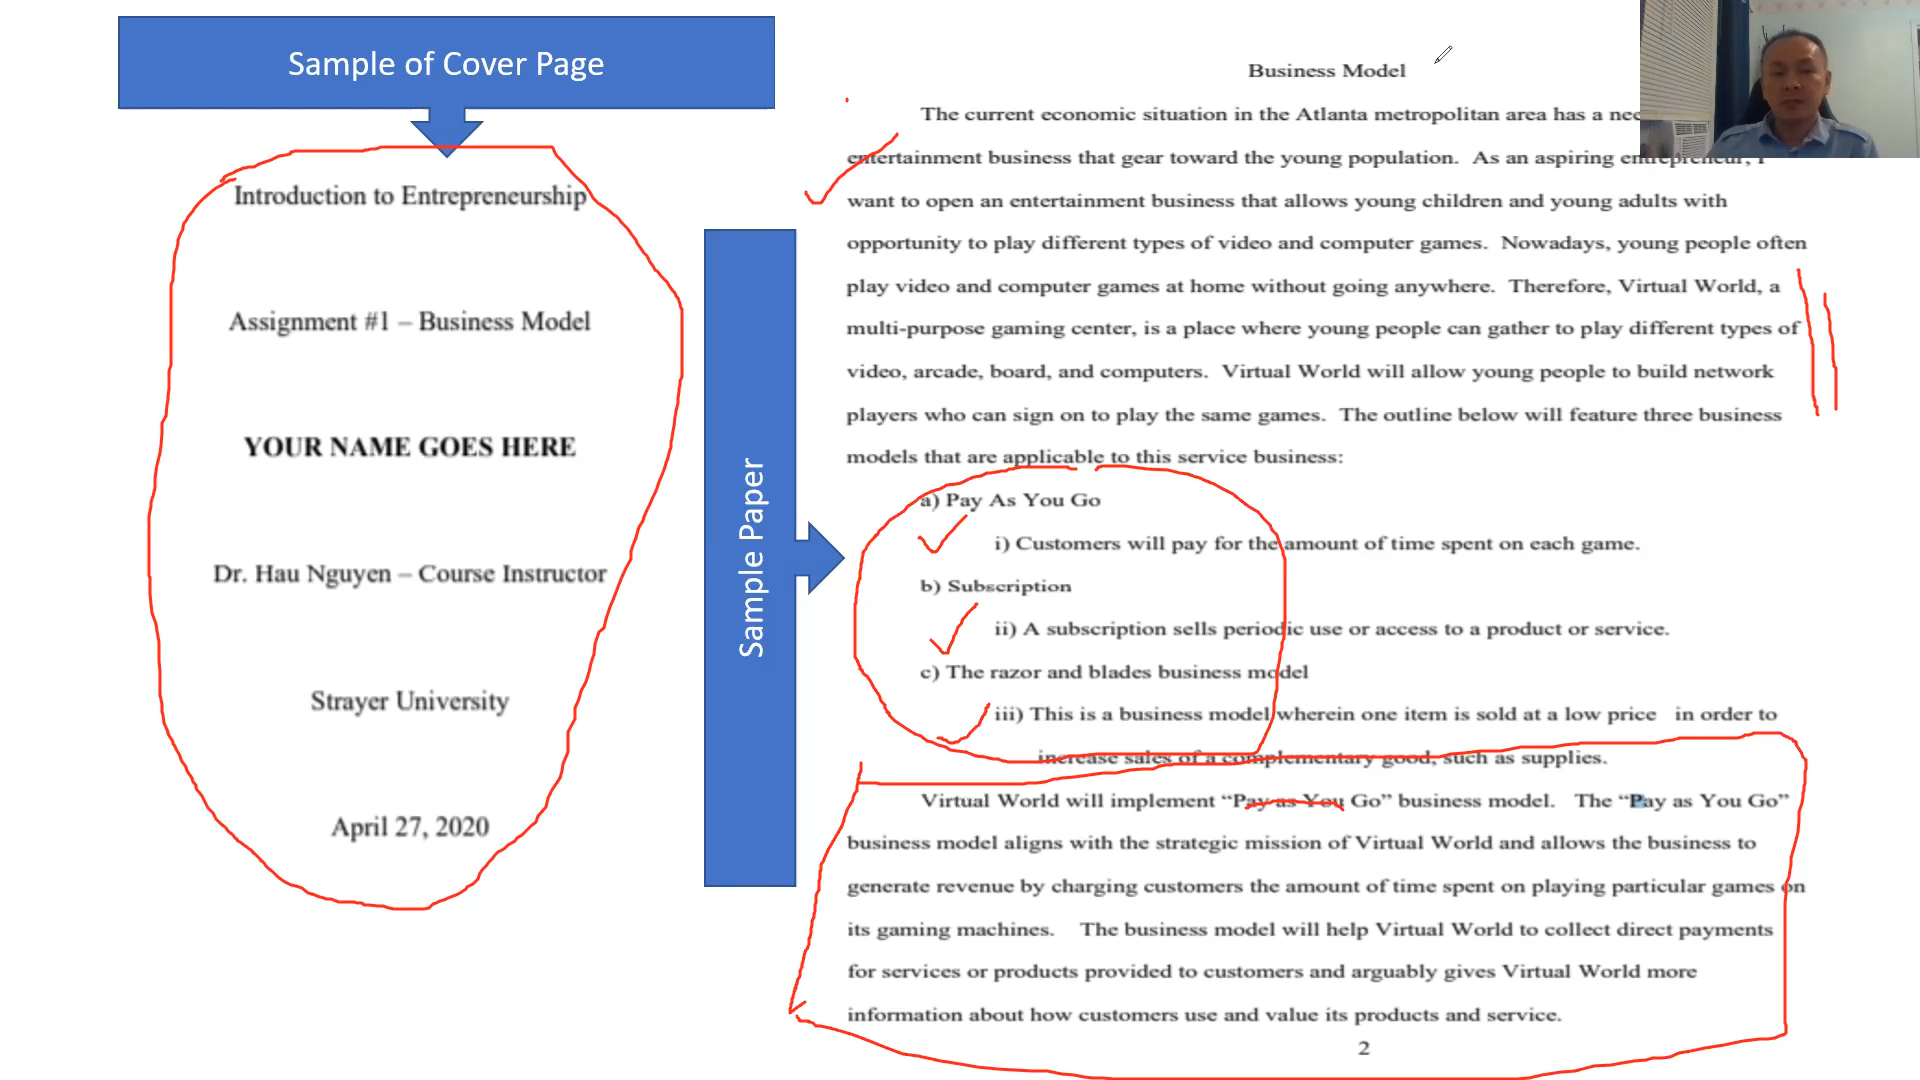 Sample of Cover Page
Introduction to Entrepreneurship
Assignment #1 – Business Model
YOUR NAME GOES HERE
Dr. Hau Nguyen – Course Instructor
Strayer University
April 27, 2020
Sample Paper
Business Model
The current economic situation in the Atlanta metropolitan area has a
entertainment business that gear toward the young population. As an aspiring entrepreneur, I
want to open an entertainment business that allows young children and young adults with
opportunity to play different types of video and computer games. Nowadays, young people often
play video and computer games at home without going anywhere. Therefore, Virtual World, a
multi-purpose gaming center, is a place where young people can gather to play different types of
video, arcade, board, and computers. Virtual World will allow young people to build network
players who can sign on to play the same games. The outline below will feature three business
models that are applicable to this service business:
a) Pay As You Go
i) Customers will pay for the amount of time spent on each game.
b) Subscription
ii) A subscription sells periodic use or access to a product or service.
c) The razor and blades business model
iii) This is a business model wherein one item is sold at a low price in order to
increase sales of a complementary good, such as supplies.
Virtual World will implement “Pay as You Go” business model. The “Pay as You Go”
business model aligns with the strategic mission of Virtual World and allows the business to
generate revenue by charging customers the amount of time spent on playing particular games on
its gaming machines. The business model will help Virtual World to collect direct payments
for services or products provided to customers and arguably gives Virtual World more
information about how customers use and value its products and service.
2